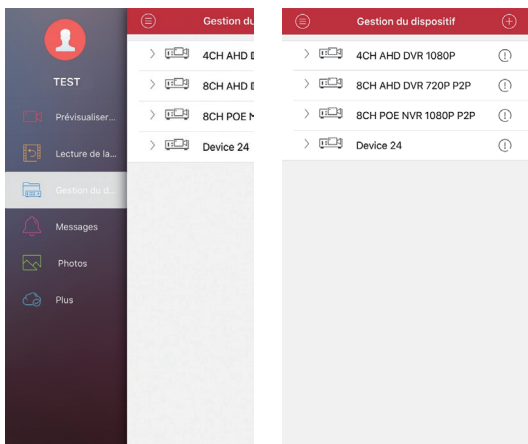 TEST
Prévisualiser...
Lecture de la...
Gestion du d...
Messages
Photos
Plus
Gestion du
4CH AHD
8CH AHD
8CH POE
Device 24
Gestion du dispositif
4CH AHD DVR 1080P
8CH AHD DVR 720P P2P
8CH POE NVR 1080P P2P
Device 24